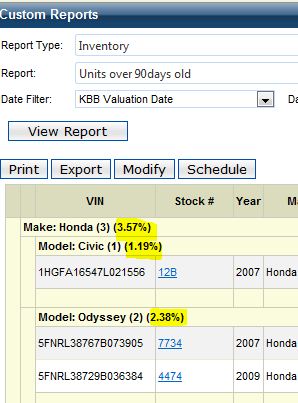 Custom Reports
Report Type: Inventory
Report: Units over 90days old
Date Filter: KBB Valuation Date Da
View Report
Print Export Modify Schedule
VIN Stock # Year Ma
Make: Honda (3) (3.57%)
Model: Civic (1) (1.19%)
1HGFA16547L021556 12B 2007 Honda
Model: Odyssey (2) (2.38%)
5FNRL38767B073905 7734 2007 Honda
5FNRL38729B036384 4474 2009 Honda